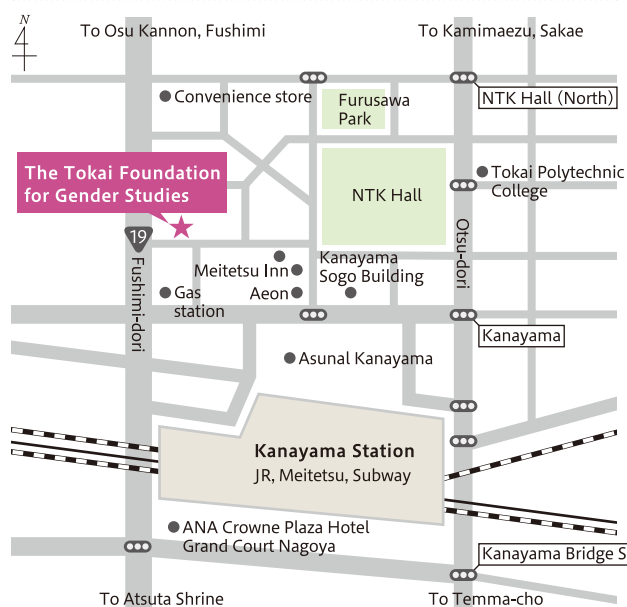 N
To Osu Kannon, Fushimi
To Kamimaezu, Sakae
Convenience store
Furusawa
Park
NTK Hall (North)
The Tokai Foundation
for Gender Studies
NTK Hall
Tokai Polytechnic
College
19
Fushimi-dori
Otsu-dori
Meitetsu Inn
Kanayama
Sogo Building
Gas
station
Aeon
Kanayama
Asunal Kanayama
Kanayama Station
JR, Meitetsu, Subway
ANA Crowne Plaza Hotel
Grand Court Nagoya
Kanayama Bridge S
To Atsuta Shrine
To Temma-cho